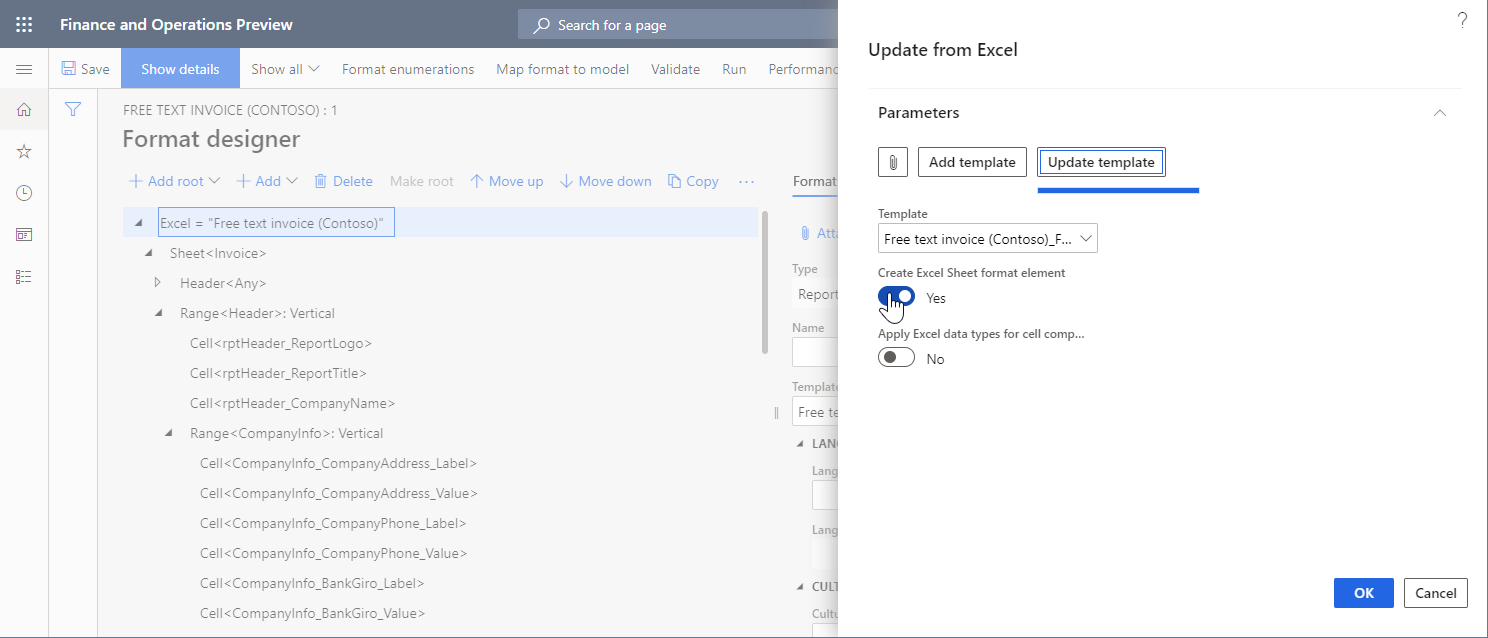 Finance and Operations Preview
Search for a page
?
Save
Show details
Show all
Format enumerations
Map format to model
Validate
Run
Performanc
FREE TEXT INVOICE (CONTOSO) : 1
Format designer
Add root
Add
Delete
Make root
Move up
Move down
Copy
...
Format
Excel = "Free text invoice (Contoso)"
Sheet<Invoice>
Header<Any>
Range<Header>: Vertical
Cell<rptHeader_ReportLogo>
Cell<rptHeader_ReportTitle>
Cell<rptHeader_CompanyName>
Range<CompanyInfo>: Vertical
Cell<CompanyInfo_CompanyAddress_Label>
Cell<CompanyInfo_CompanyAddress_Value>
Cell<CompanyInfo_CompanyPhone_Label>
Cell<CompanyInfo_CompanyPhone_Value>
Cell<CompanyInfo_BankGiro_Label>
Cell<CompanyInfo_BankGiro_Value>
Atta
Type
Report
Name
Template
Free te
LANG
Lang
Lang
CULT
Cultu
Update from Excel
Parameters
Add template
Update template
Template
Free text invoice (Contoso)_F...
Create Excel Sheet format element
Yes
Apply Excel data types for cell comp...
No
OK
Cancel